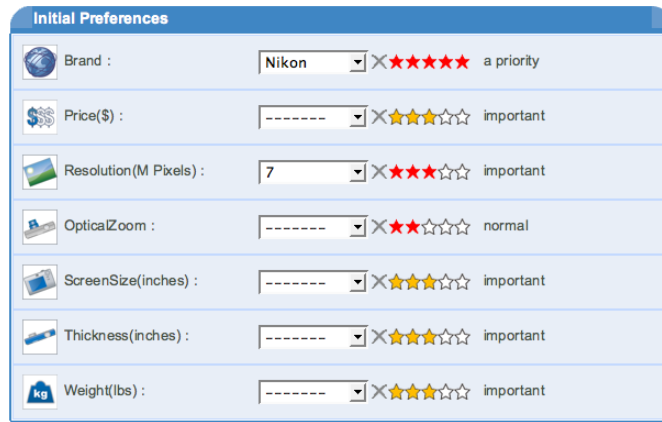 Initial Preferences
Brand : Nikon a priority
Price($) : ------- important
Resolution(M Pixels) : 7 important
OpticalZoom : ------- normal
ScreenSize(inches) : ------- important
Thickness(inches) : ------- important
Weight(lbs) : ------- important
$$$
kg